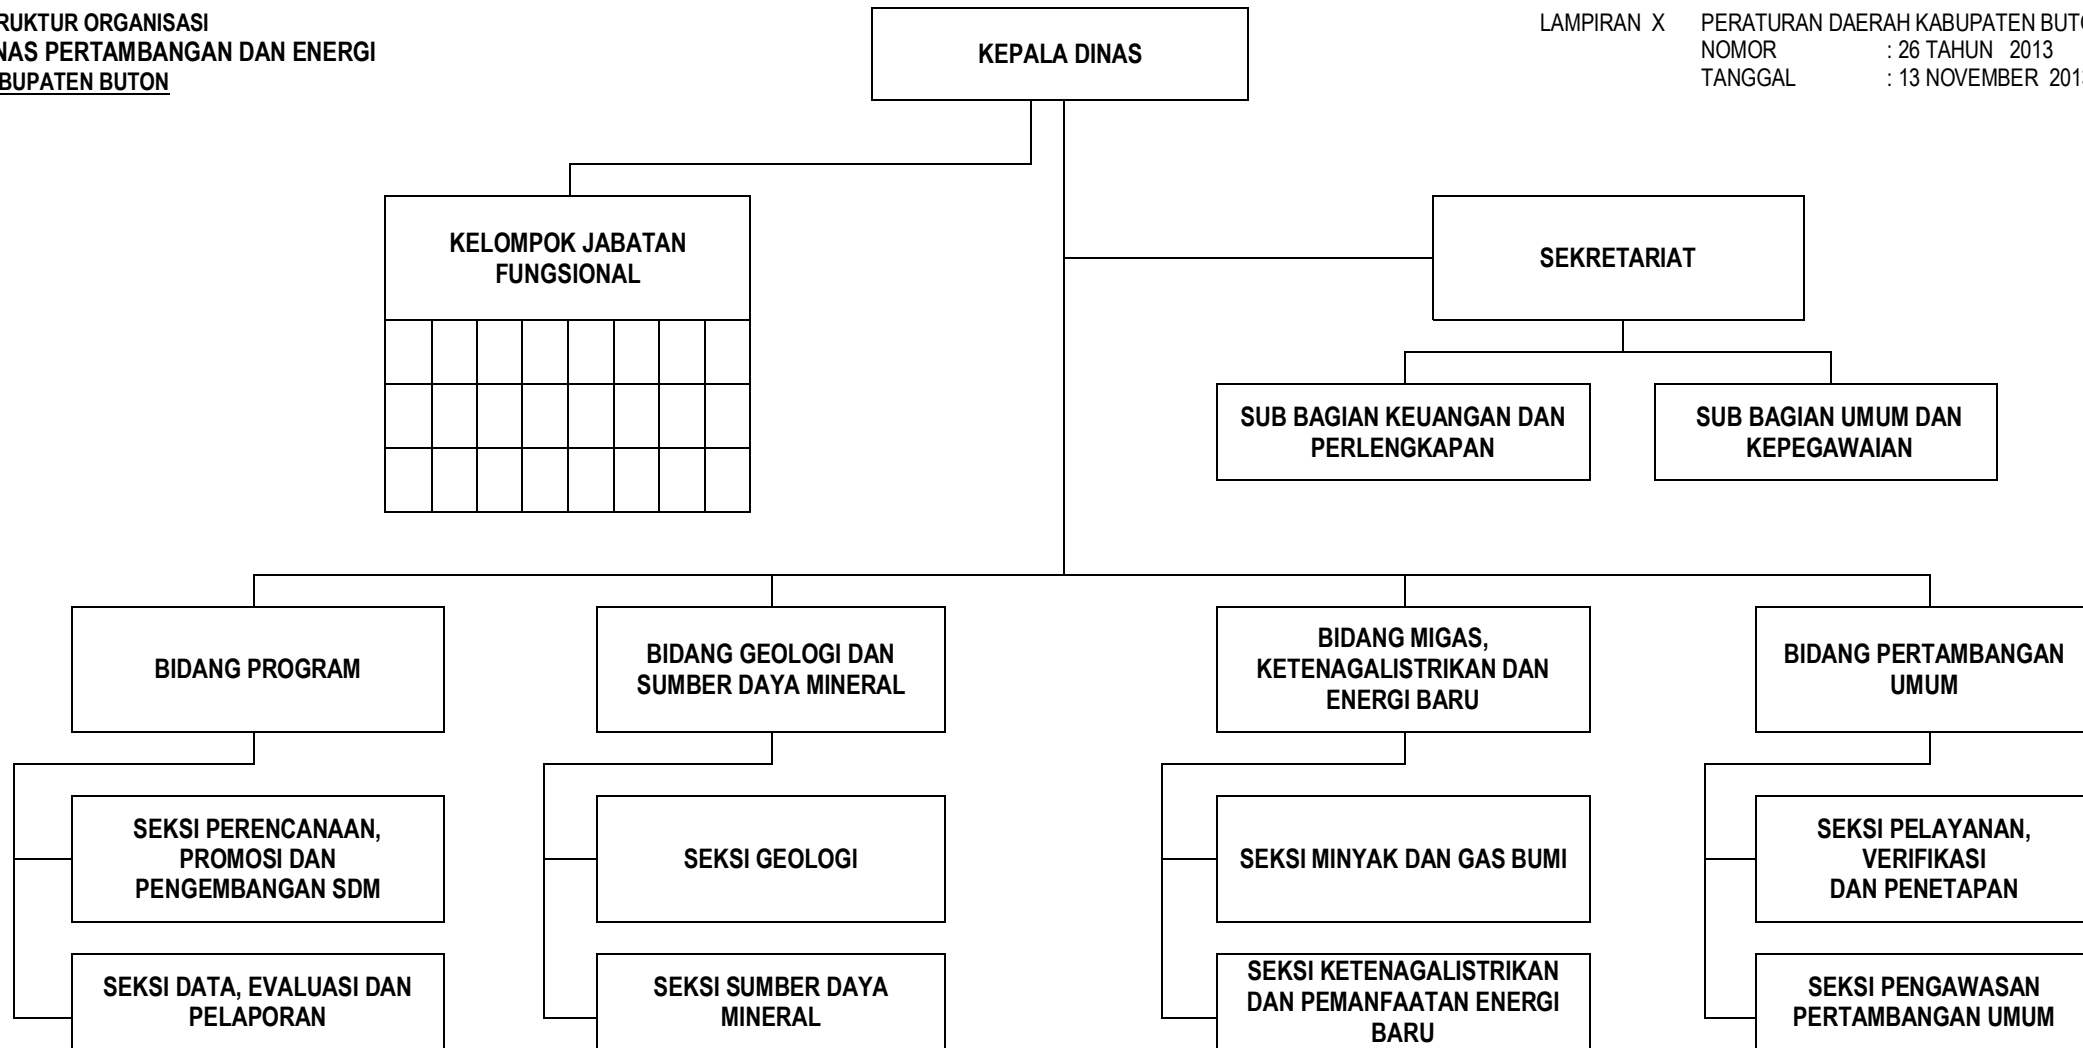 RUKTUR ORGANISASI
NAS PERTAMBANGAN DAN ENERGI
BUPATEN BUTON
KEPALA DINAS
LAMPIRAN X PERATURAN DAERAH KABUPATEN BUTO
NOMOR : 26 TAHUN 2013
TANGGAL : 13 NOVEMBER 201
KELOMPOK JABATAN
FUNGSIONAL
SEKRETARIAT
SUB BAGIAN KEUANGAN DAN
PERLENGKAPAN
SUB BAGIAN UMUM DAN
KEPEGAWAIAN
BIDANG PROGRAM
BIDANG GEOLOGI DAN
SUMBER DAYA MINERAL
BIDANG MIGAS,
KETENAGALISTRIKAN DAN
ENERGI BARU
BIDANG PERTAMBANGAN
UMUM
SEKSI PERENCANAAN,
PROMOSI DAN
PENGEMBANGAN SDM
SEKSI GEOLOGI
SEKSI MINYAK DAN GAS BUMI
SEKSI PELAYANAN,
VERIFIKASI
DAN PENETAPAN
SEKSI DATA, EVALUASI DAN
PELAPORAN
SEKSI SUMBER DAYA
MINERAL
SEKSI KETENAGALISTRIKAN
DAN PEMANFAATAN ENERGI
BARU
SEKSI PENGAWASAN
PERTAMBANGAN UMUM